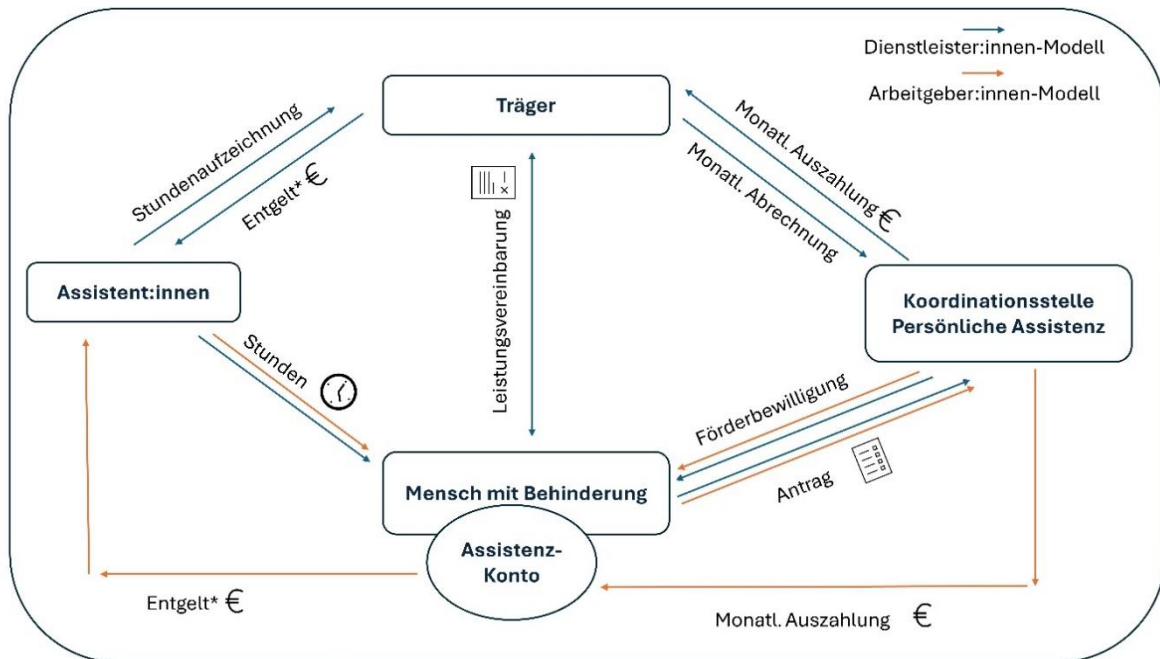 Dienstleister:innen-Modell
Arbeitgeber:innen-Modell
Träger
Stundenaufzeichnung
Entgelt* €
Monatl. Auszahlung €
Monatl. Abrechnung
Leistungsvereinbarung
Assistent:innen
Koordinationsstelle
Persönliche Assistenz
Stunden
Förderbewilligung
Antrag
Mensch mit Behinderung
Assistenz-
Konto
Entgelt* €
Monatl. Auszahlung €